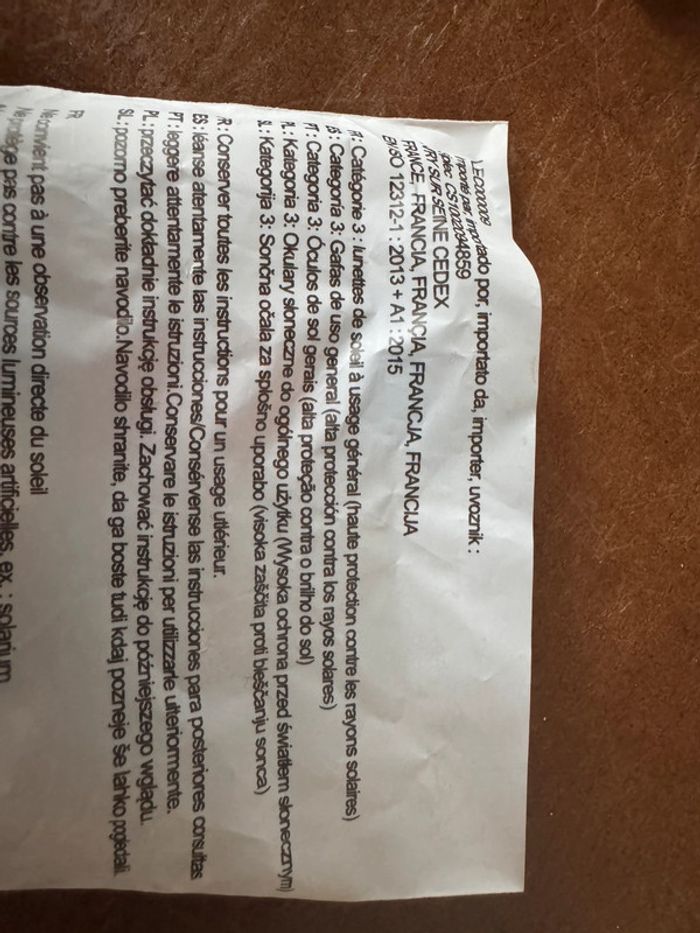 importado por, importato da, importer, uvoznik :
CS1002094859
SUR SEINE CEDEX
FRANCE, FRANCIA, FRANÇIA, FRANCJA, FRANCIJA
EN ISO 12312-1 : 2013 + A1 : 2015
Catégorie 3 : lunettes de soleil à usage général (haute protection contre les rayons solaires)
ES : Categoría 3: Gafas de uso general (alta protección contra los rayos solares)
Categoria 3: Óculos de sol gerais (alta proteção contra o brilho do sol)
PL: Kategoria 3: Okulary słoneczne do ogólnego użytku (Wysoka ochrona przed światłem słonecznym)
SL: Kategorija 3: Sončna očala za splošno uporabo (visoka zaščita proti bleščanju sonca)
FR : Conserver toutes les instructions pour un usage ultérieur.
ES : léanse atentamente las instrucciones/Consérvense las instrucciones para posteriores consultas
PT : leggere attentamente le istruzioni.Conservare le istruzioni per utilizzarle ulteriormente.
PL : przeczytać dokładnie instrukcję obsługi. Zachować instrukcję do późniejszego wglądu.
SL : pozorno preberite navodilo.Navodilo shranite, da ga boste tudi kdaj pozneje še lahko pogledali.
FR
Ne convient pas à une observation directe du soleil
Ne protège pas contre les sources lumineuses artificielles, ex. : solarium